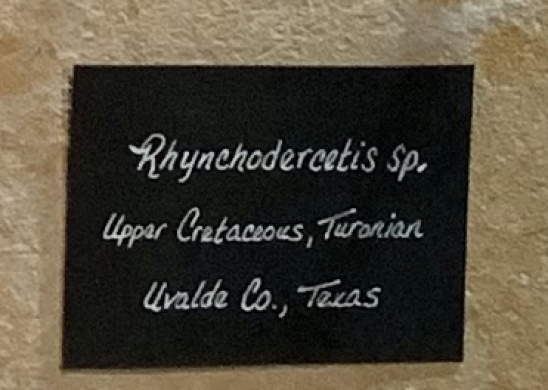 Rhynchodercetis sp.
Upper Cretaceous, Turonian
Uvalde Co., Texas